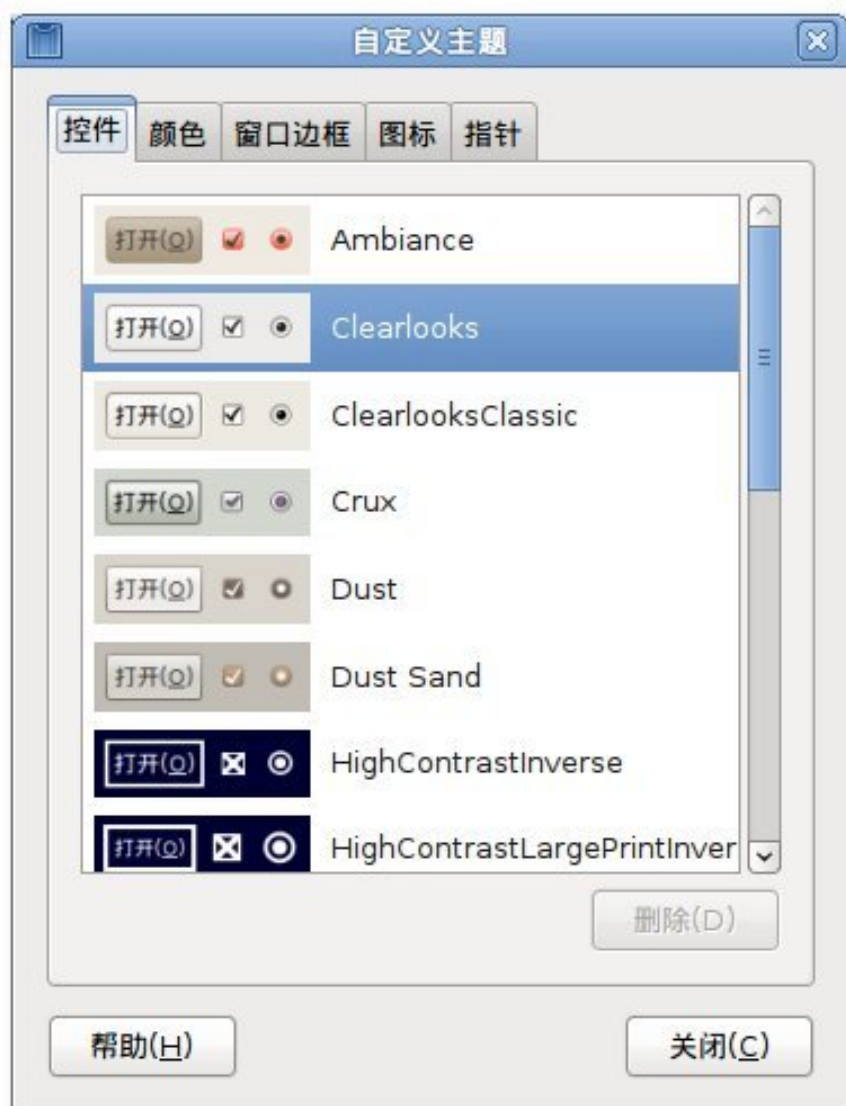 自定义主题
控件 颜色 窗口边框 图标 指针
打开(O) Ambiance
打开(O) Clearlooks
打开(O) ClearlooksClassic
打开(O) Crux
打开(O) Dust
打开(O) Dust Sand
打开(O) HighContrastInverse
打开(O) HighContrastLargePrintInver
删除(D)
帮助(H) 关闭(C)